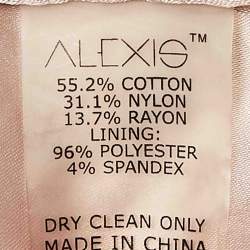 ALEXIS™
55.2% COTTON
31.1% NYLON
13.7% RAYON
LINING:
96% POLYESTER
4% SPANDEX
DRY CLEAN ONLY
MADE IN CHINA